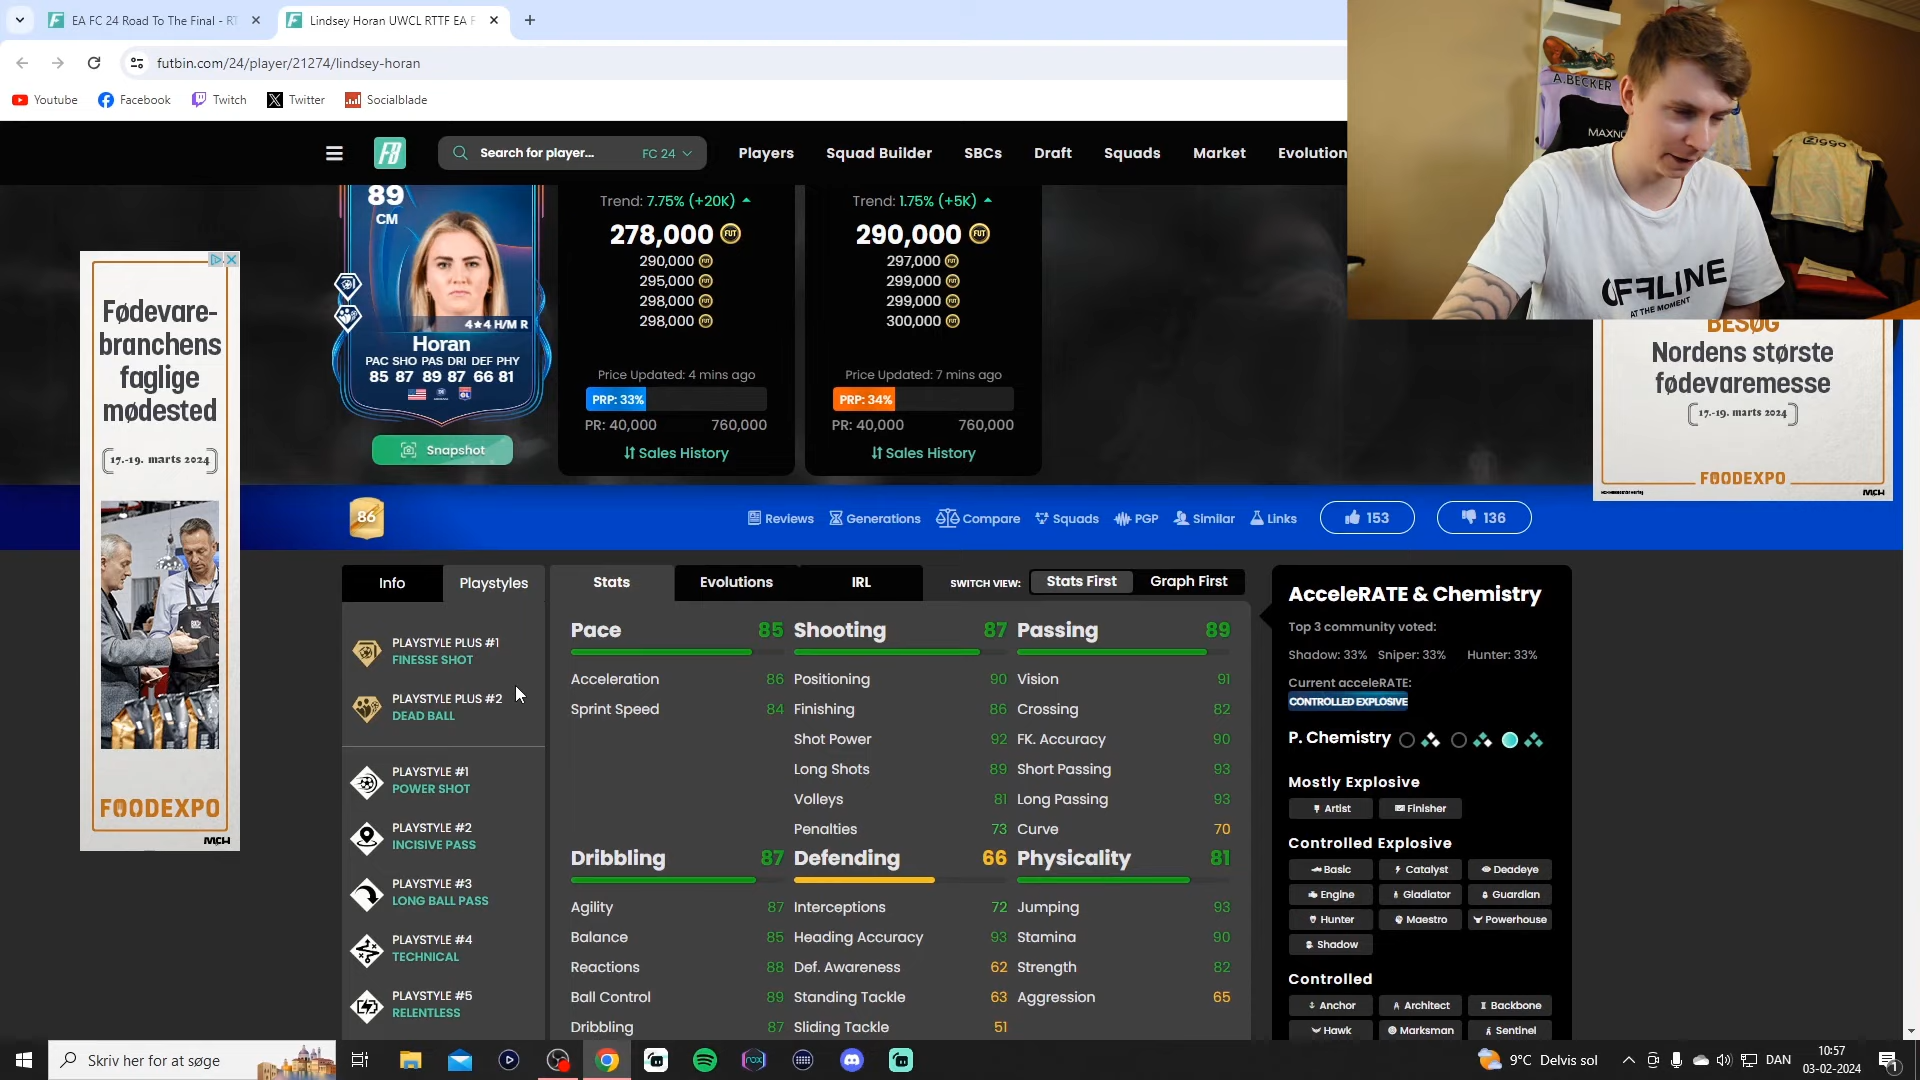 EA FC 24 Road To The Final - RT
Lindsey Horan UWCL RTTF EA F
futbin.com/24/player/21274/lindsey-horan
Youtube
Facebook
Twitch
Twitter
Socialblade
FB
Search for player...
FC 24
Players
Squad Builder
SBCs
Draft
Squads
Market
Evolution
A.BECKER
MAXNO
Ziggo
OFFLINE
AT THE MOMENT
89
CM
4★4 H/M R
Horan
PAC SHO PAS DRI DEF PHY
85 87 89 87 66 81
Snapshot
Trend: 7.75% (+20K)
278,000
290,000
295,000
298,000
298,000
Price Updated: 4 mins ago
PRP: 33%
PR: 40,000 760,000
Sales History
Trend: 1.75% (+5K)
290,000
297,000
299,000
299,000
300,000
Price Updated: 7 mins ago
PRP: 34%
PR: 40,000 760,000
Sales History
Fødevare-
branchens
faglige
mødested
17.-19. marts 2024
FOODEXPO
MCH
BESØG
Nordens største
fødevaremesse
17.-19. marts 2024
FOODEXPO
MCH
86
Reviews
Generations
Compare
Squads
PGP
Similar
Links
153
136
Info
Playstyles
PLAYSTYLE PLUS #1
FINESSE SHOT
PLAYSTYLE PLUS #2
DEAD BALL
PLAYSTYLE #1
POWER SHOT
PLAYSTYLE #2
INCISIVE PASS
PLAYSTYLE #3
LONG BALL PASS
PLAYSTYLE #4
TECHNICAL
PLAYSTYLE #5
RELENTLESS
Stats
Evolutions
IRL
SWITCH VIEW:
Stats First
Graph First
Pace 85
Acceleration 86
Sprint Speed 84
Shooting 87
Positioning 90
Finishing 86
Shot Power 92
Long Shots 89
Volleys 81
Penalties 73
Passing 89
Vision 91
Crossing 82
FK. Accuracy 90
Short Passing 93
Long Passing 93
Curve 70
Dribbling 87
Agility 87
Balance 85
Reactions 88
Ball Control 89
Dribbling 87
Defending 66
Interceptions 72
Heading Accuracy 93
Def. Awareness 62
Standing Tackle 63
Sliding Tackle 51
Physicality 81
Jumping 93
Stamina 90
Strength 82
Aggression 65
AcceleRATE & Chemistry
Top 3 community voted:
Shadow: 33% Sniper: 33% Hunter: 33%
Current acceleRATE:
CONTROLLED EXPLOSIVE
P. Chemistry
Mostly Explosive
Artist
Finisher
Controlled Explosive
Basic
Catalyst
Deadeye
Engine
Gladiator
Guardian
Hunter
Maestro
Powerhouse
Shadow
Controlled
Anchor
Architect
Backbone
Hawk
Marksman
Sentinel
Skriv her for at søge
nox
9°C Delvis sol
DAN
10:57
03-02-2024
1